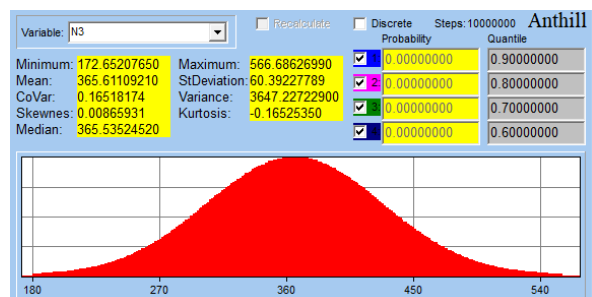 Variable: N3 Recalculate Discrete Steps:10000000 Anthill
Probability Quantile
Minimum: 172.65207650 Maximum: 566.68626990 1 0.00000000 0.90000000
Mean: 365.61109210 StDeviation: 60.39227789 2 0.00000000 0.80000000
CoVar: 0.16518174 Variance: 3647.22722900 3 0.00000000 0.70000000
Skewnes: 0.00865931 Kurtosis: -0.16525350 4 0.00000000 0.60000000
Median: 365.53524520
180 270 360 450 540